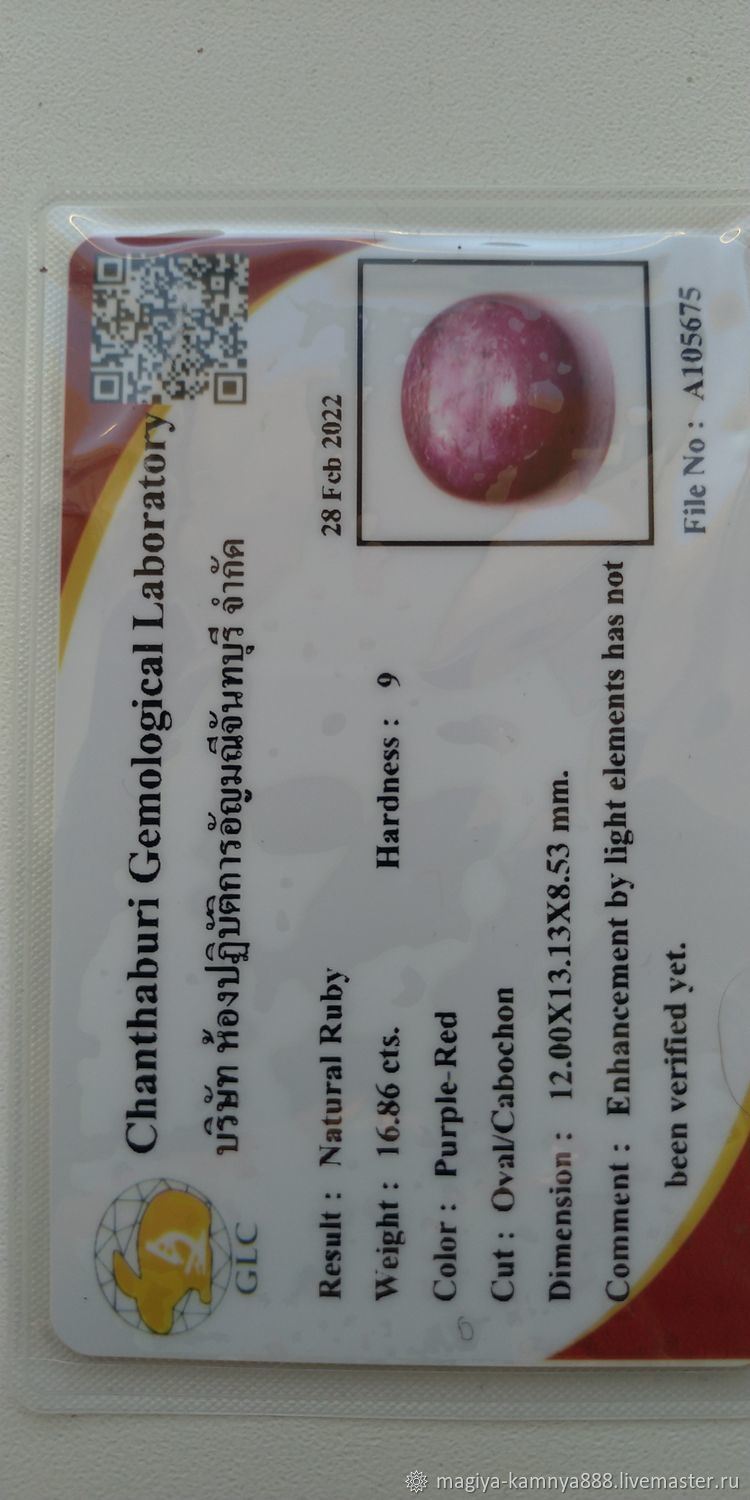 Chanthaburi Gemological Laboratory
บริษัท ห้องปฏิบัติการอัญมณีจันทบุรี จำกัด
GLC
28 Feb 2022
Result : Natural Ruby
Weight : 16.86 cts. Hardness : 9
Color : Purple-Red
Cut : Oval/Cabochon
Dimension : 12.00X13.13X8.53 mm.
Comment : Enhancement by light elements has not
been verified yet.
File No : A105675
magiya-kamnya888.livemaster.ru